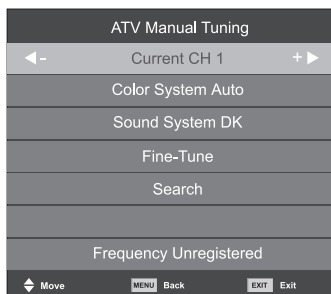 ATV Manual Tuning
- Current CH 1 +
Color System Auto
Sound System DK
Fine-Tune
Search
Frequency Unregistered
Move MENU Back EXIT Exit